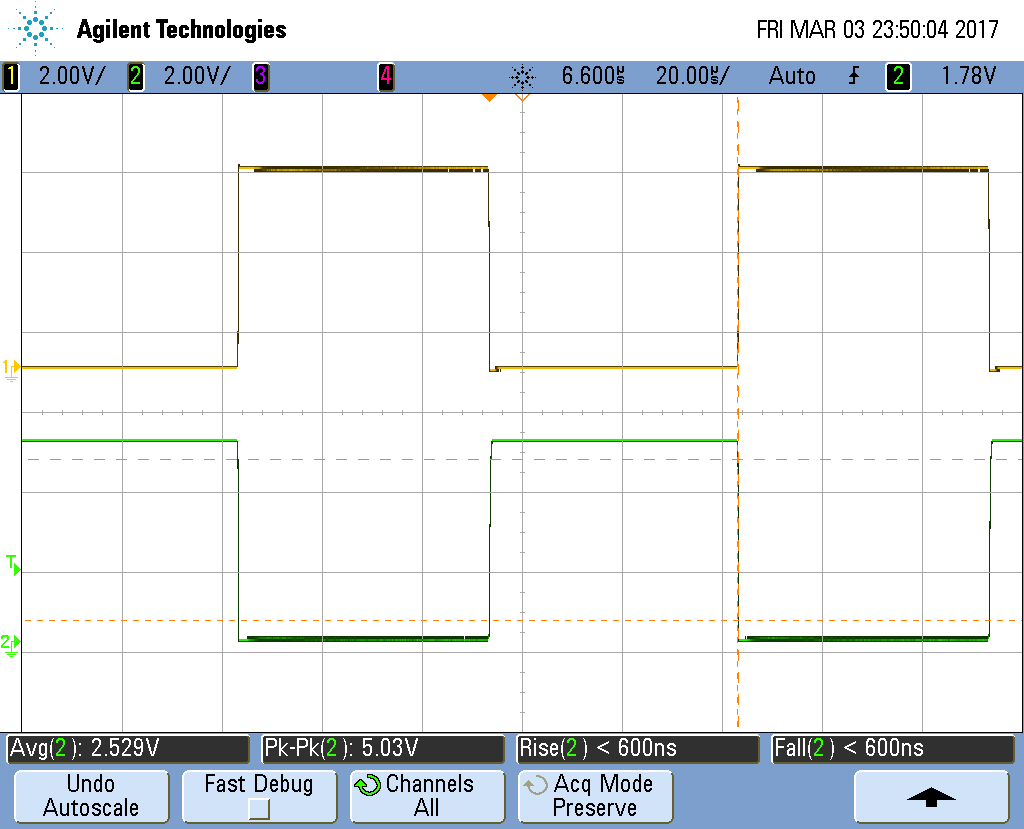 Agilent Technologies
FRI MAR 03 23:50:04 2017
1 2.00V/ 2 2.00V/ 3 4 6.600µs 20.00µs/ Auto 2 1.78V
1
T
2
Avg(2): 2.529V Pk-Pk(2): 5.03V Rise(2) < 600ns Fall(2) < 600ns
Undo Autoscale
Fast Debug
Channels All
Acq Mode Preserve